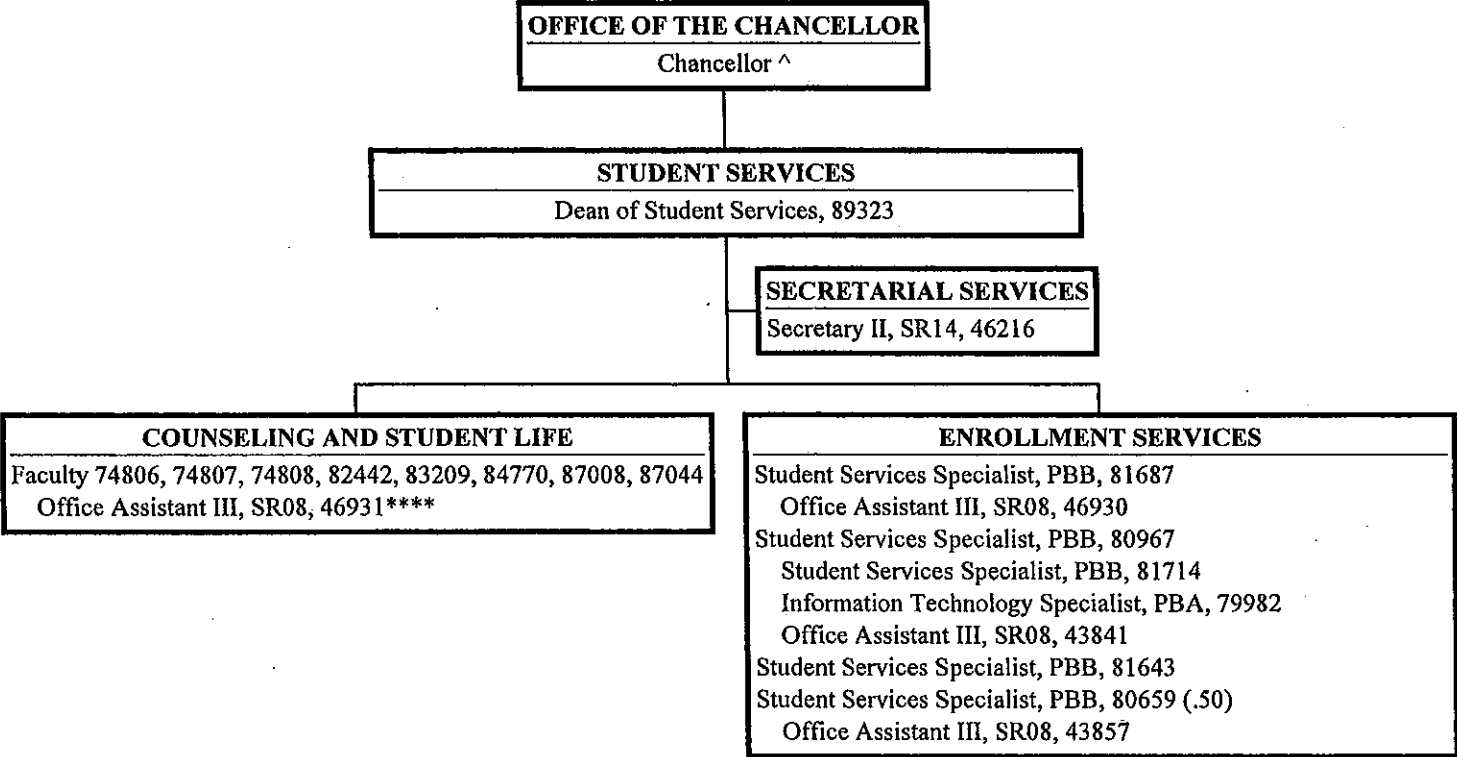 OFFICE OF THE CHANCELLOR
Chancellor ^
STUDENT SERVICES
Dean of Student Services, 89323
SECRETARIAL SERVICES
Secretary II, SR14, 46216
COUNSELING AND STUDENT LIFE
Faculty 74806, 74807, 74808, 82442, 83209, 84770, 87008, 87044
Office Assistant III, SR08, 46931****
ENROLLMENT SERVICES
Student Services Specialist, PBB, 81687
Office Assistant III, SR08, 46930
Student Services Specialist, PBB, 80967
Student Services Specialist, PBB, 81714
Information Technology Specialist, PBA, 79982
Office Assistant III, SR08, 43841
Student Services Specialist, PBB, 81643
Student Services Specialist, PBB, 80659 (.50)
Office Assistant III, SR08, 43857